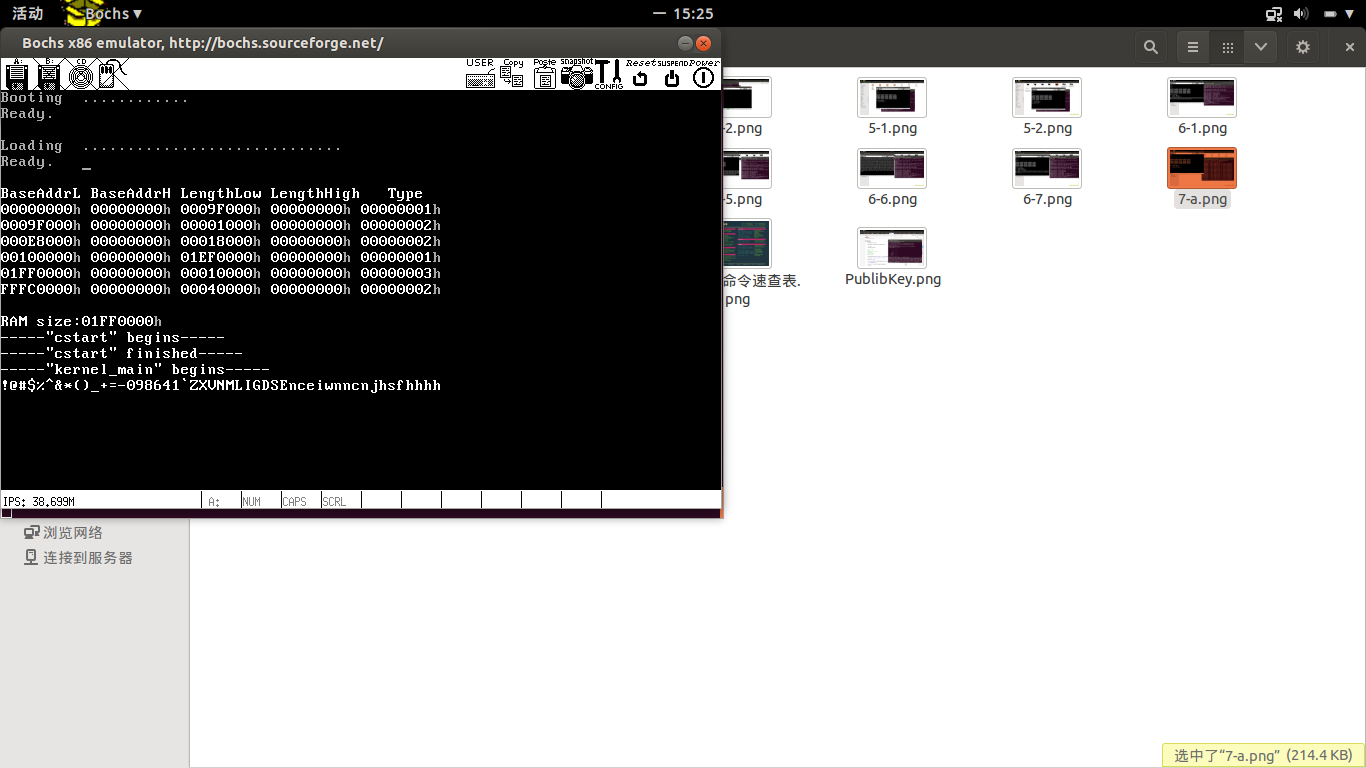 活动 Bochs ▾ 一 15:25
Bochs x86 emulator, http://bochs.sourceforge.net/
A: B: CD USER Copy Paste Snapshot CONFIG Reset SUSPEND Power
Booting ............
Ready.
Loading .............................
Ready.
BaseAddrL BaseAddrH LengthLow LengthHigh Type
00000000h 00000000h 0009F000h 00000000h 00000001h
0009F000h 00000000h 00001000h 00000000h 00000002h
000E8000h 00000000h 00018000h 00000000h 00000002h
00100000h 00000000h 01EF0000h 00000000h 00000001h
01FF0000h 00000000h 00010000h 00000000h 00000003h
FFFC0000h 00000000h 00040000h 00000000h 00000002h
RAM size:01FF0000h
-----"cstart" begins-----
-----"cstart" finished-----
-----"kernel_main" begins-----
!@#$%^&*()_+=-098641`ZXVNMLIGDSEnceiwnncnjhsfhhhh
IPS: 38.699M A: NUM CAPS SCRL
-2.png 5-1.png 5-2.png 6-1.png
-5.png 6-6.png 6-7.png 7-a.png
命令速查表. PublibKey.png
png
浏览网络
连接到服务器
选中了“7-a.png” (214.4 KB)